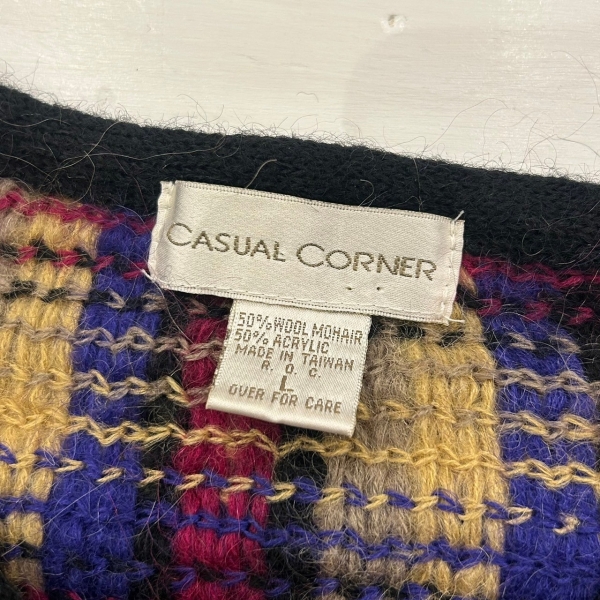 CASUAL CORNER
50% WOOL MOHAIR
50% ACRYLIC
MADE IN TAIWAN
R. O. C.
L
OVER FOR CARE